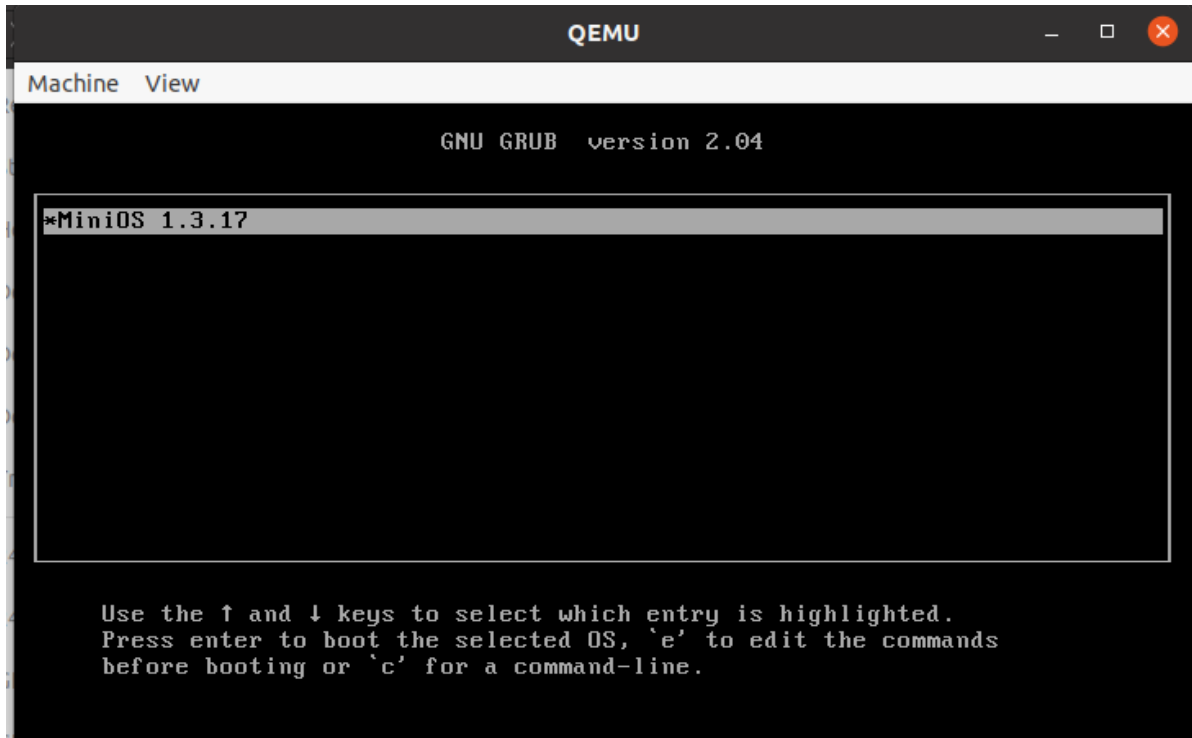 QEMU
Machine View
GNU GRUB version 2.04
*MiniOS 1.3.17
Use the ↑ and ↓ keys to select which entry is highlighted.
Press enter to boot the selected OS, `e' to edit the commands
before booting or `c' for a command-line.